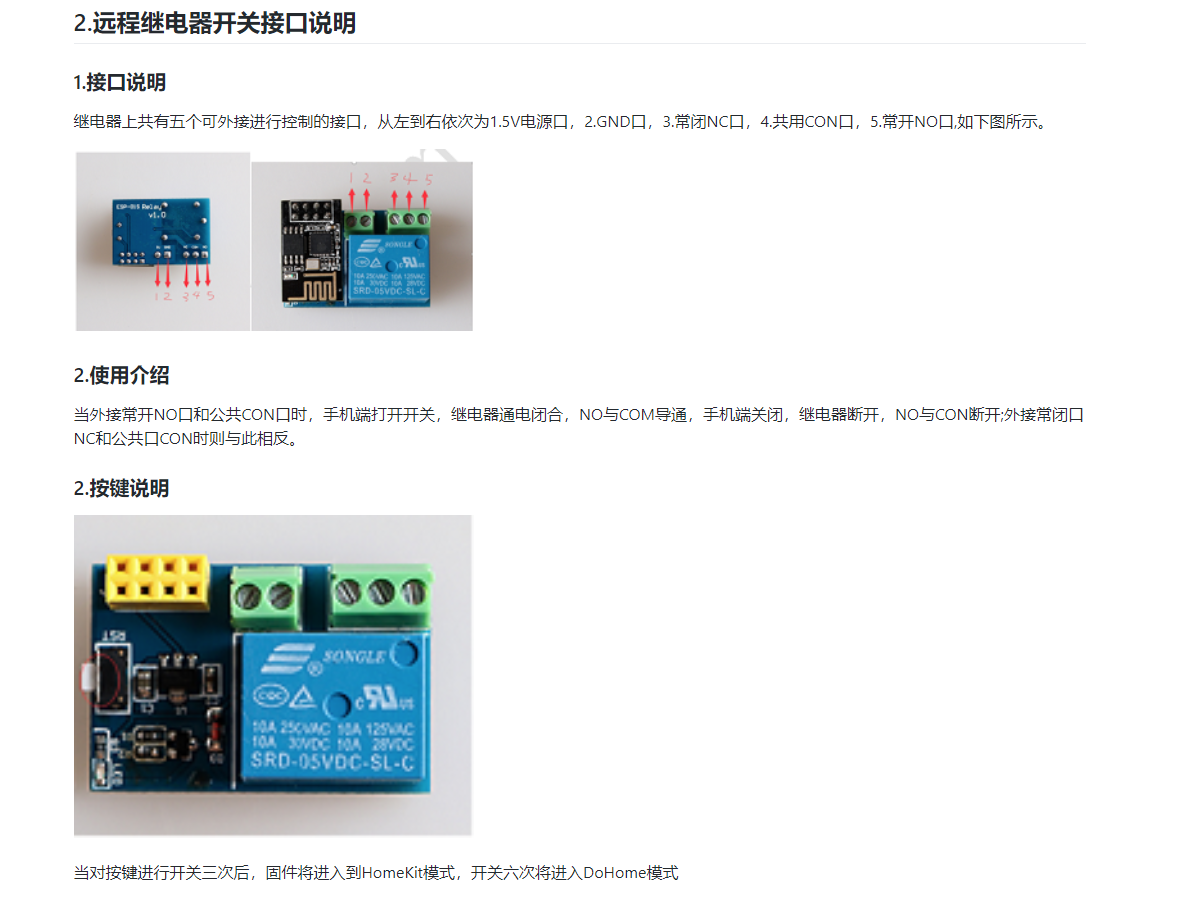 2.远程继电器开关接口说明
1.接口说明
继电器上共有五个可外接进行控制的接口，从左到右依次为1.5V电源口，2.GND口，3.常闭NC口，4.共用CON口，5.常开NO口,如下图所示。
1 2 3 4 5
ESP-01S Relay
v1.0
SONGLE
10A 250VAC 10A 125VAC
10A 30VDC 10A 28VDC
SRD-05VDC-SL-C
1 2 3 4 5
2.使用介绍
当外接常开NO口和公共CON口时，手机端打开开关，继电器通电闭合，NO与COM导通，手机端关闭，继电器断开，NO与CON断开;外接常闭口
NC和公共口CON时则与此相反。
2.按键说明
RST
SONGLE
®
CQC
c US
C1
U1
10A 250VAC 10A 125VAC
10A 30VDC 10A 28VDC
SRD-05VDC-SL-C
LED
当对按键进行开关三次后，固件将进入到HomeKit模式，开关六次将进入DoHome模式